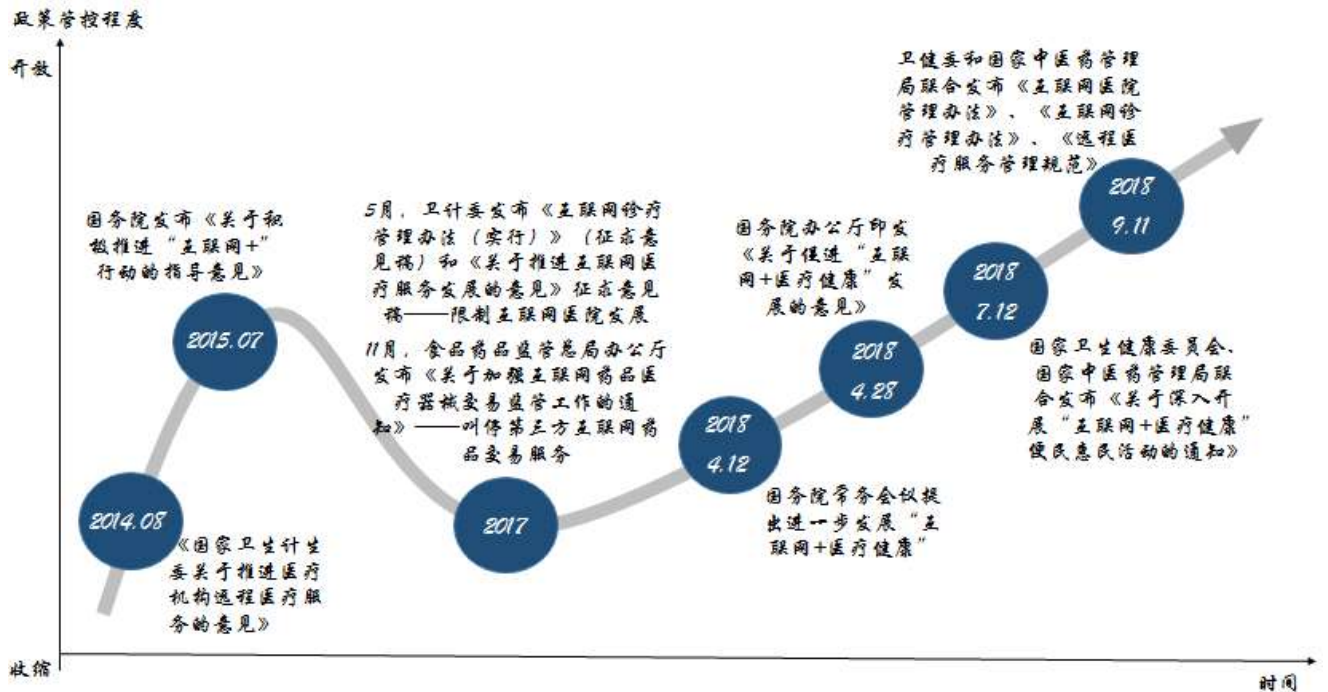 政策管控程度
开放
卫健委和国家中医药管理
局联合发布《互联网医院
管理办法》、《互联网诊
疗管理办法》、《远程医
疗服务管理规范》
2018
9.11
国务院发布《关于积
极推进“互联网+”
行动的指导意见》
2015.07
5月，卫计委发布《互联网诊疗
管理办法（实行）》（征求意
见稿）和《关于推进互联网医
疗服务发展的意见》征求意见
稿——限制互联网医院发展
11月，食品药品监管总局办公厅
发布《关于加强互联网药品医
疗器械交易监管工作的通
知》——叫停第三方互联网药
品交易服务
国务院办公厅印发
《关于促进“互联
网+医疗健康”发
展的意见》
2018
7.12
2018
4.28
国家卫生健康委员会、
国家中医药管理局联
合发布《关于深入开
展“互联网+医疗健康”
便民惠民活动的通知》
2018
4.12
国务院常务会议提
出进一步发展“互
联网+医疗健康”
2014.08
《国家卫生计生
委关于推进医疗
机构远程医疗服
务的意见》
2017
收缩
时间